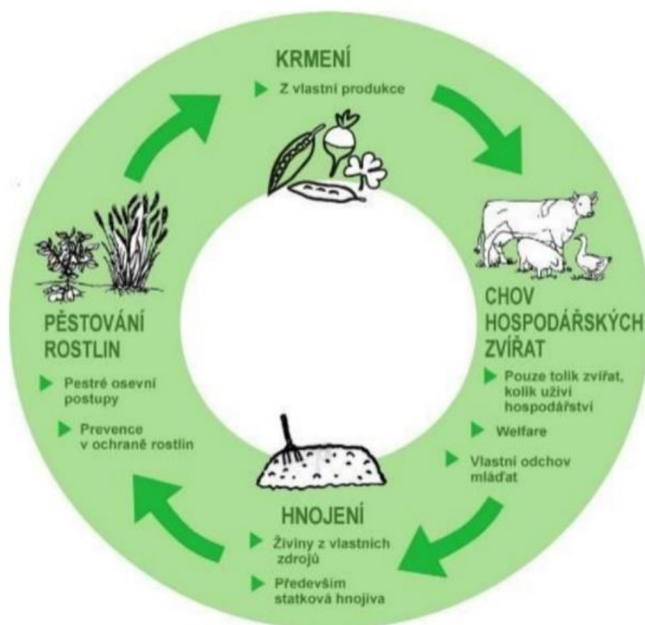 KRMENÍ
Z vlastní produkce
CHOV
HOSPODÁŘSKÝCH
ZVÍŘAT
Pouze tolik zvířat,
kolik uživí
hospodářství
Welfare
Vlastní odchov
mláďat
HNOJENÍ
Živiny z vlastních
zdrojů
Především
statková hnojiva
PĚSTOVÁNÍ
ROSTLIN
Pestré osevní
postupy
Prevence
v ochraně rostlin